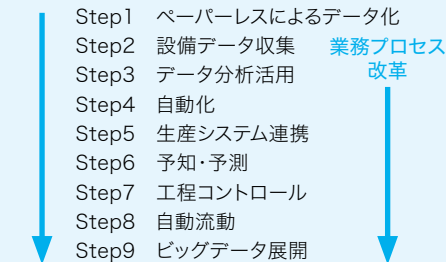 Step1 ペーパーレスによるデータ化
Step2 設備データ収集
Step3 データ分析活用
Step4 自動化
Step5 生産システム連携
Step6 予知・予測
Step7 工程コントロール
Step8 自動流動
Step9 ビッグデータ展開
業務プロセス
改革